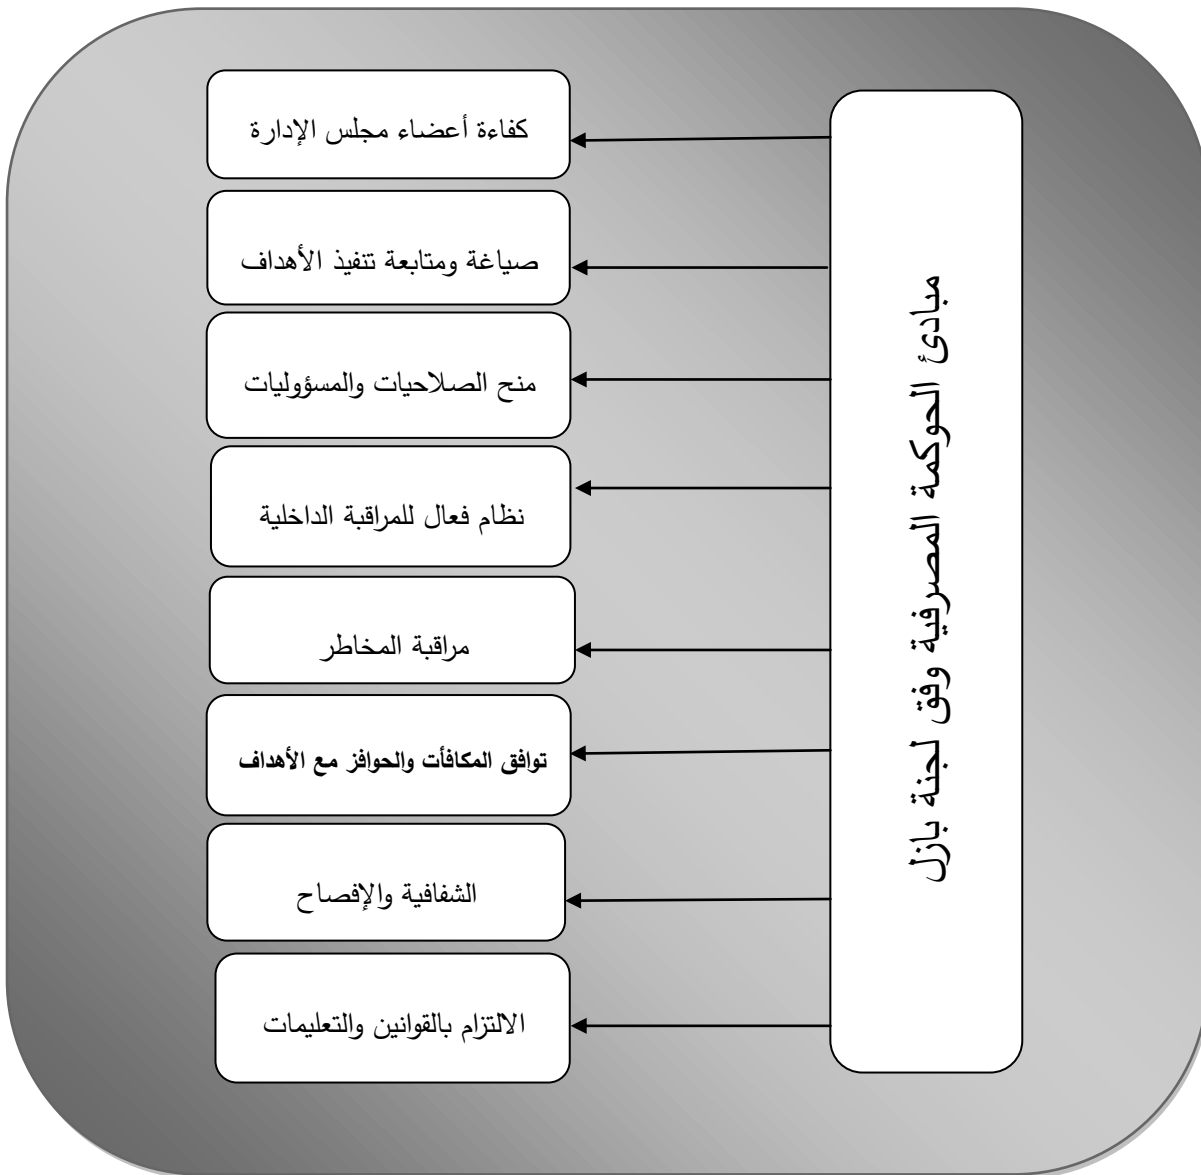 مبادئ الحوكمة المصرفية وفق لجنة بازل
كفاءة أعضاء مجلس الإدارة
صياغة ومتابعة تنفيذ الأهداف
منح الصلاحيات والمسؤوليات
نظام فعال للمراقبة الداخلية
مراقبة المخاطر
توافق المكافأت والحوافز مع الأهداف
الشفافية والإفصاح
الالتزام بالقوانين والتعليمات